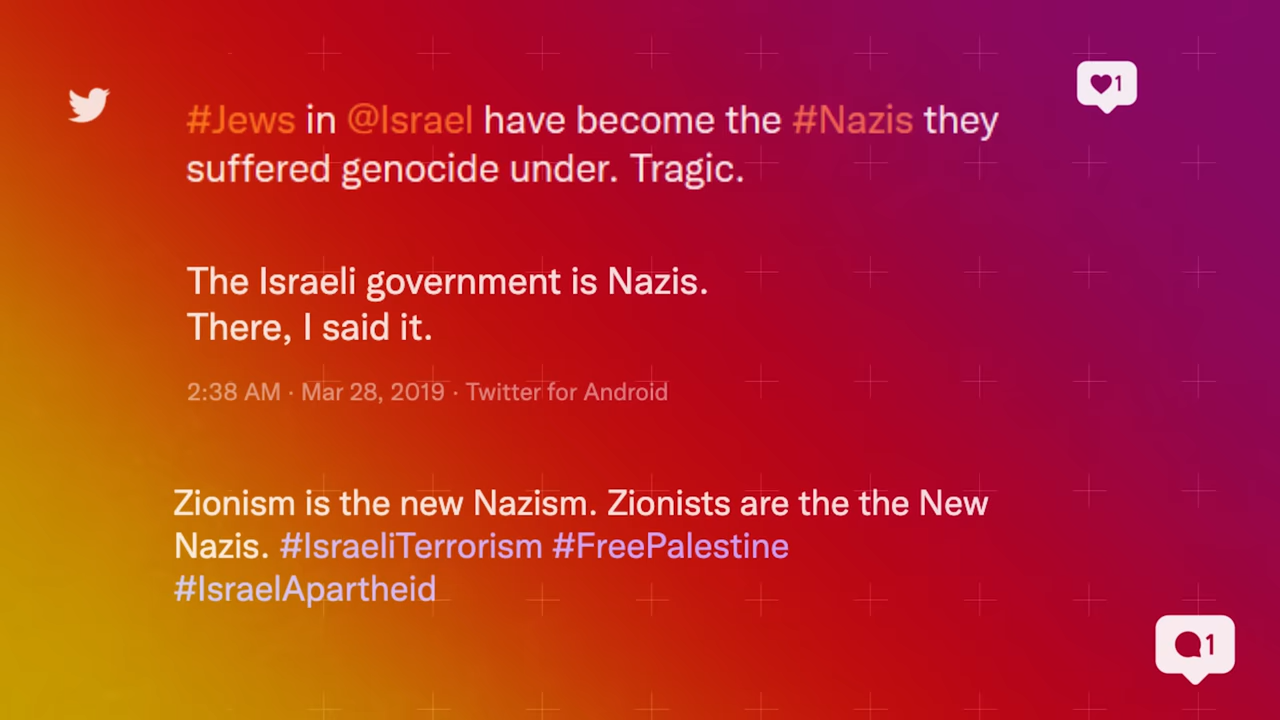 #Jews in @Israel have become the #Nazis they
suffered genocide under. Tragic.
1
The Israeli government is Nazis.
There, I said it.
2:38 AM · Mar 28, 2019 · Twitter for Android
Zionism is the new Nazism. Zionists are the the New
Nazis. #IsraeliTerrorism #FreePalestine
#IsraelApartheid
1